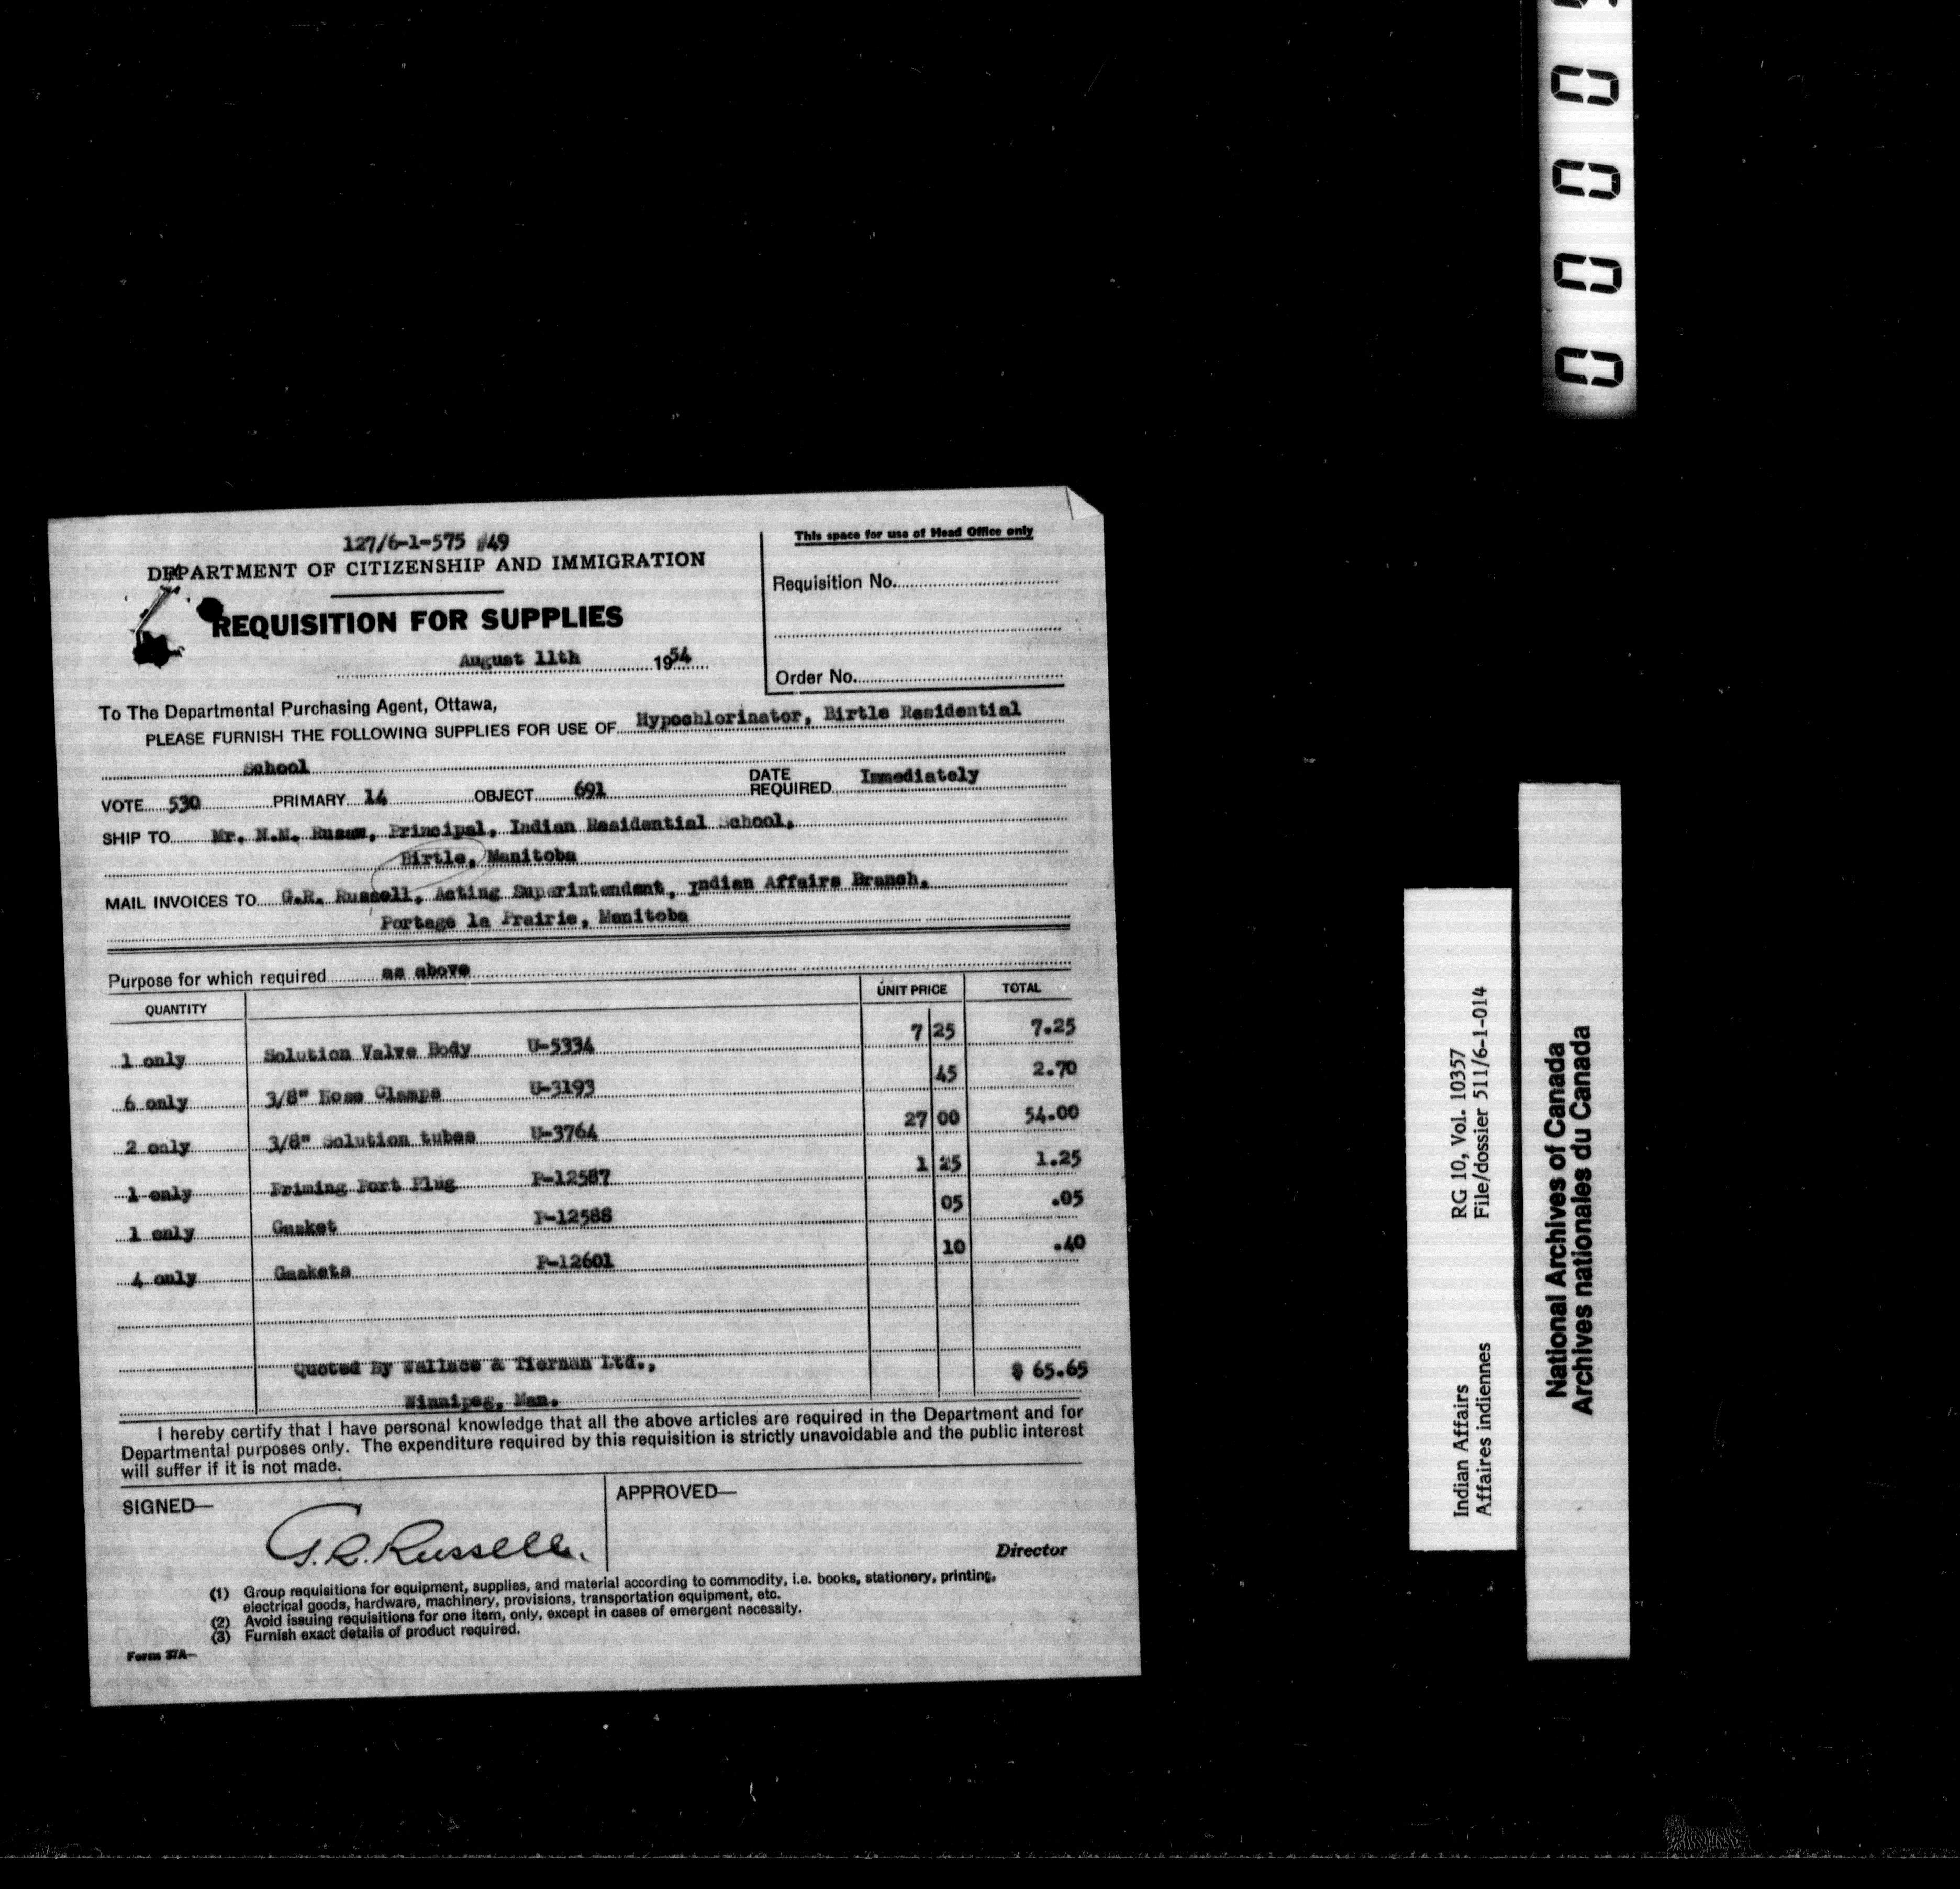 127/6-1-575 #49
DEPARTMENT OF CITIZENSHIP AND IMMIGRATION
REQUISITION FOR SUPPLIES
August 11th 1954
This space for use of Head Office only
Requisition No.
Order No.
To The Departmental Purchasing Agent, Ottawa,
PLEASE FURNISH THE FOLLOWING SUPPLIES FOR USE OF Hypochlorinator, Birtle Residential
School
VOTE 530 PRIMARY 14 OBJECT 691 DATE REQUIRED Immediately
SHIP TO Mr. N.M. Rusaw, Principal, Indian Residential School,
Birtle, Manitoba
MAIL INVOICES TO G.R. Russell, Acting Superintendent, Indian Affairs Branch,
Portage la Prairie, Manitoba
Purpose for which required as above
QUANTITY UNIT PRICE TOTAL
1 only Solution Valve Body U-5334 7 25 7.25
6 only 3/8" Hose Clamps U-3193 45 2.70
2 only 3/8" Solution tubes U-3764 27 00 54.00
1 only Priming Port Plug P-12587 1 25 1.25
1 only Gasket P-12588 05 .05
4 only Gaskets P-12601 10 .40
Quoted By Wallace & Tiernan Ltd., $ 65.65
Winnipeg, Man.
I hereby certify that I have personal knowledge that all the above articles are required in the Department and for
Departmental purposes only. The expenditure required by this requisition is strictly unavoidable and the public interest
will suffer if it is not made.
SIGNED— APPROVED—
G.R. Russell.
Director
(1) Group requisitions for equipment, supplies, and material according to commodity, i.e. books, stationery, printing,
electrical goods, hardware, machinery, provisions, transportation equipment, etc.
(2) Avoid issuing requisitions for one item, only, except in cases of emergent necessity.
(3) Furnish exact details of product required.
Form 37A—
Indian Affairs RG 10, Vol. 10357
Affaires indiennes File/dossier 511/6-1-014
National Archives of Canada
Archives nationales du Canada
0 0 0 0